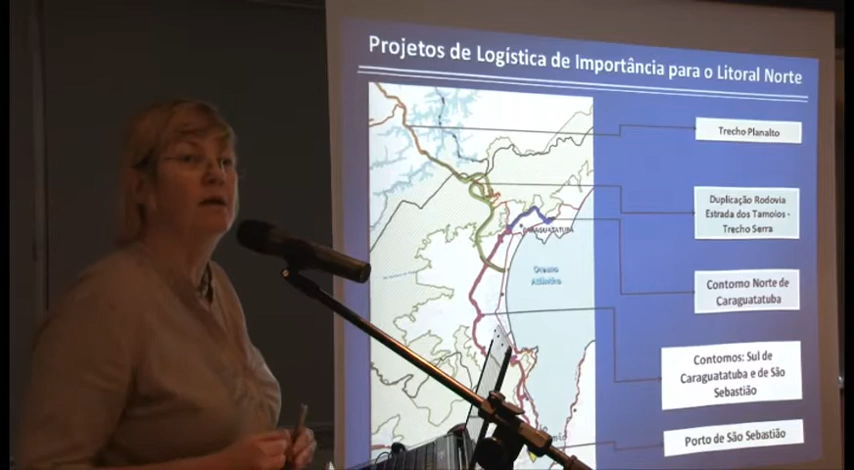 Projetos de Logística de Importância para o Litoral Norte
Trecho Planalto
Duplicação Rodovia
Estrada dos Tamoios -
Trecho Serra
CARAGUATATUBA
Oceano
Atlântico
Contorno Norte de
Caraguatatuba
Contornos: Sul de
Caraguatatuba e de São
Sebastião
Porto de São Sebastião